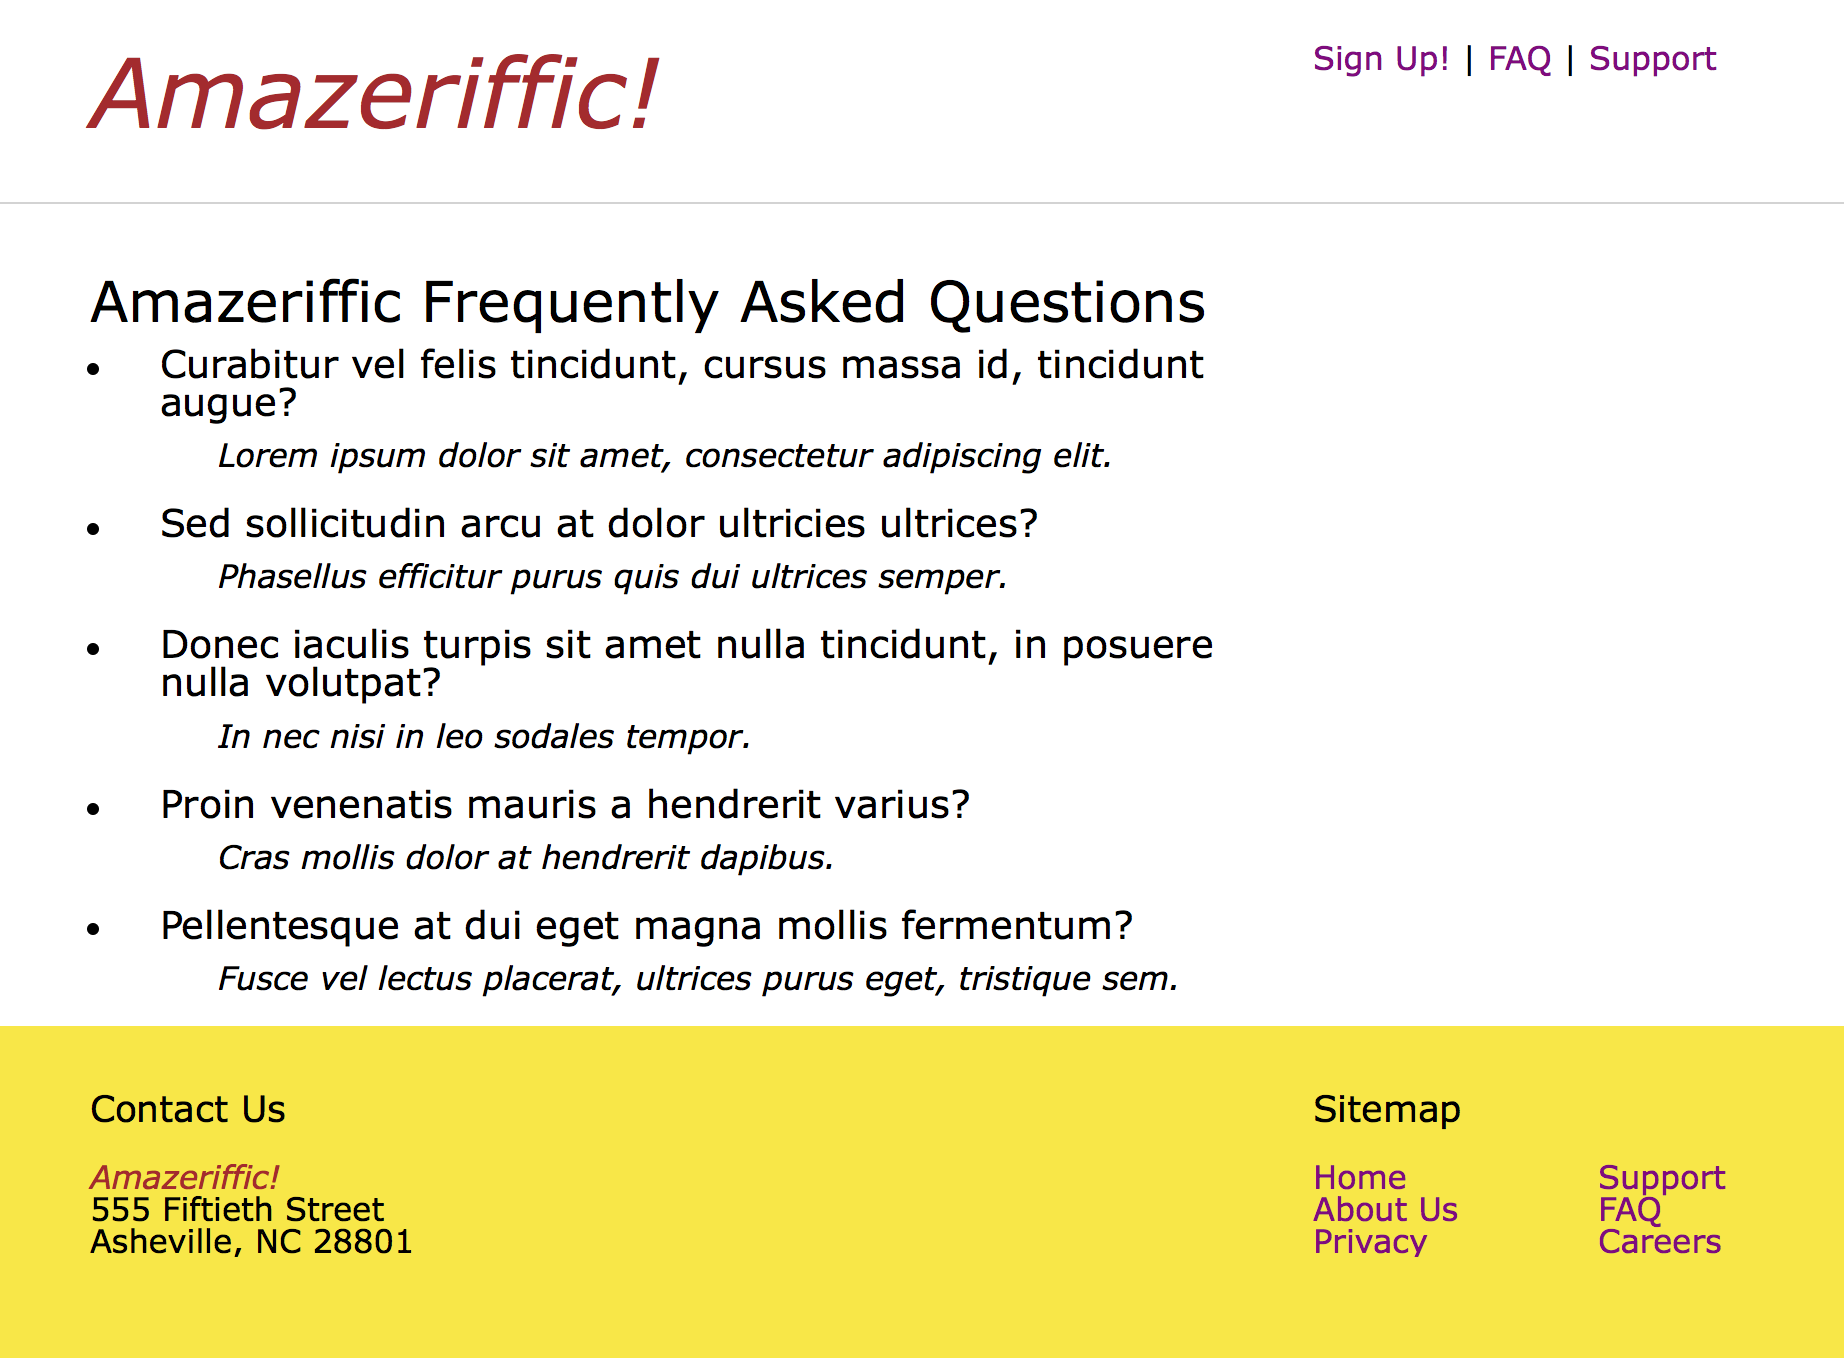 Amazeriffic!
Sign Up! | FAQ | Support
Amazeriffic Frequently Asked Questions
• Curabitur vel felis tincidunt, cursus massa id, tincidunt
augue?
Lorem ipsum dolor sit amet, consectetur adipiscing elit.
• Sed sollicitudin arcu at dolor ultricies ultrices?
Phasellus efficitur purus quis dui ultrices semper.
• Donec iaculis turpis sit amet nulla tincidunt, in posuere
nulla volutpat?
In nec nisi in leo sodales tempor.
• Proin venenatis mauris a hendrerit varius?
Cras mollis dolor at hendrerit dapibus.
• Pellentesque at dui eget magna mollis fermentum?
Fusce vel lectus placerat, ultrices purus eget, tristique sem.
Contact Us
Amazeriffic!
555 Fiftieth Street
Asheville, NC 28801
Sitemap
Home
About Us
Privacy
Support
FAQ
Careers